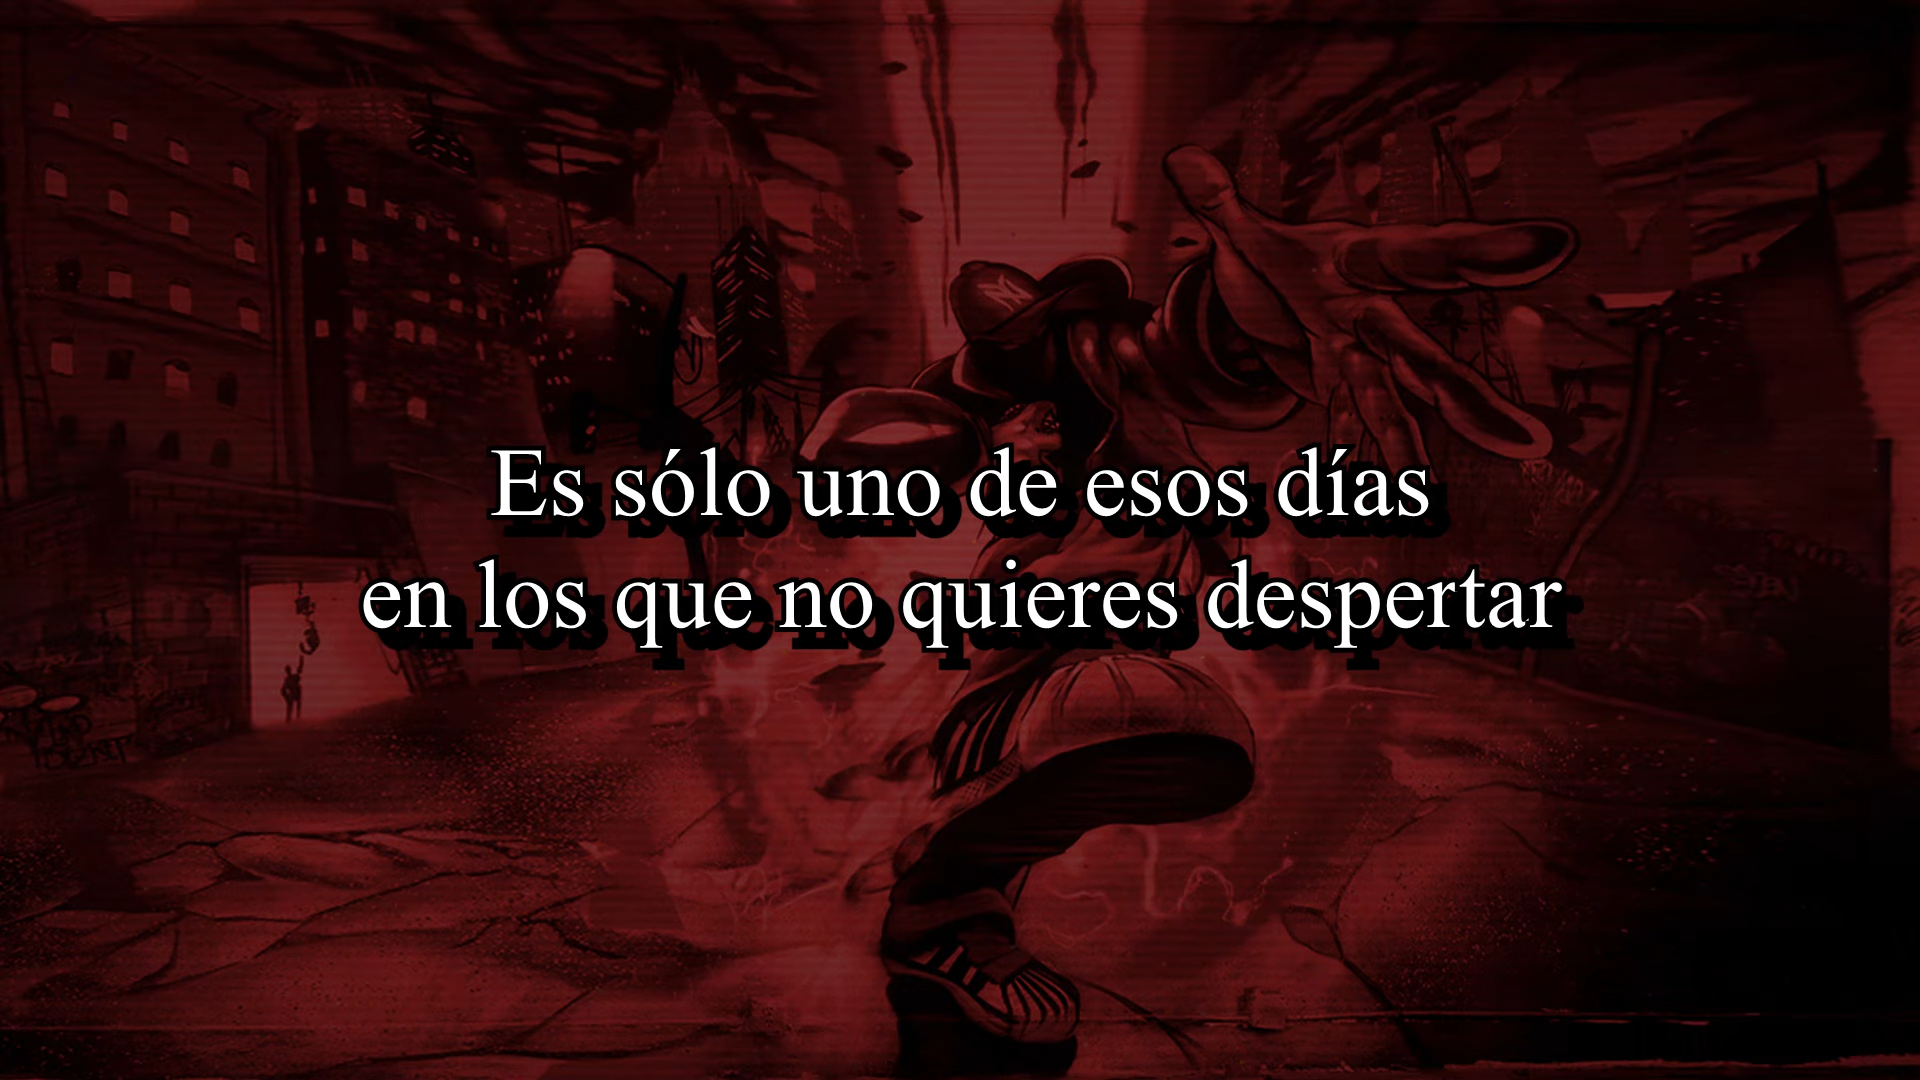 Es sólo uno de esos días
en los que no quieres despertar